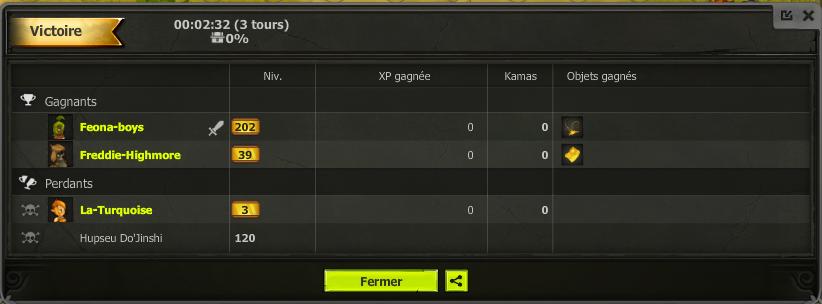 Victoire
00:02:32 (3 tours)
0%
Niv. XP gagnée Kamas Objets gagnés
Gagnants
Feona-boys 202 0 0
Freddie-Highmore 39 0 0
Perdants
La-Turquoise 3 0 0
Hupseu Do'Jinshi 120
Fermer